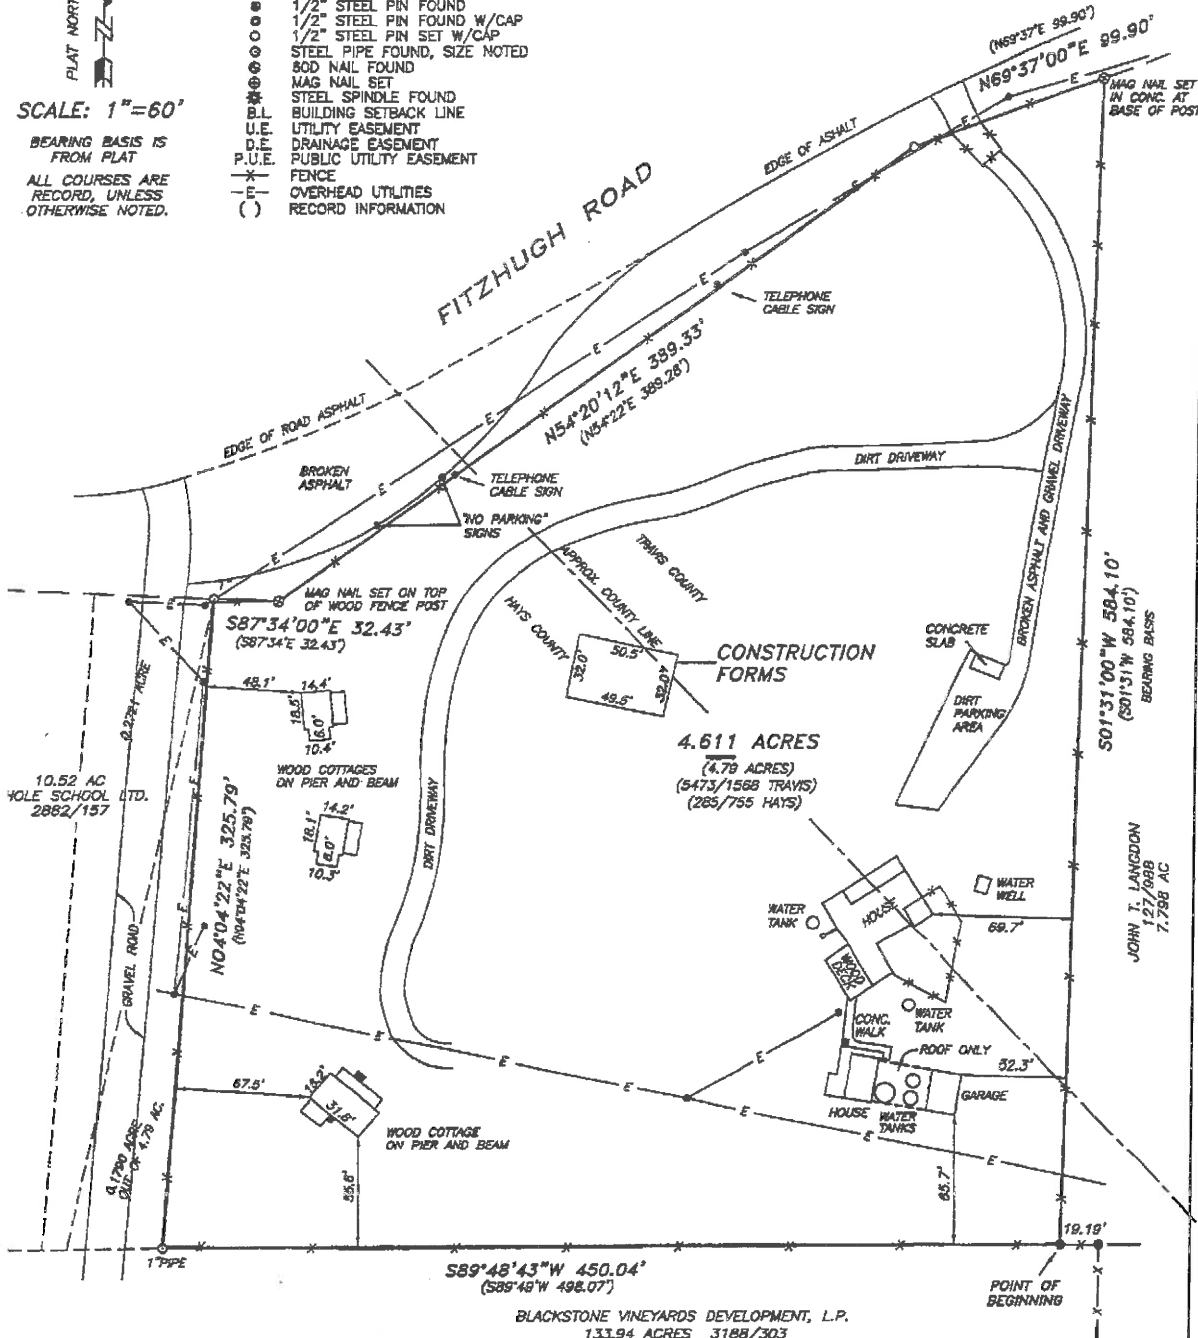 PLAT NORTH
SCALE: 1"=60'
BEARING BASIS IS
FROM PLAT
ALL COURSES ARE
RECORD, UNLESS
OTHERWISE NOTED.
1/2" STEEL PIN FOUND
1/2" STEEL PIN FOUND W/CAP
1/2" STEEL PIN SET W/CAP
STEEL PIPE FOUND, SIZE NOTED
60D NAIL FOUND
MAG NAIL SET
STEEL SPINDLE FOUND
B.L. BUILDING SETBACK LINE
U.E. UTILITY EASEMENT
D.E. DRAINAGE EASEMENT
P.U.E. PUBLIC UTILITY EASEMENT
—X— FENCE
—E— OVERHEAD UTILITIES
( ) RECORD INFORMATION
(N69°37'E 99.90')
N69°37'00"E 99.90'
MAG NAIL SET
IN CONC. AT
BASE OF POST
EDGE OF ASHALT
FITZHUGH ROAD
TELEPHONE
CABLE SIGN
N54°20'12"E 389.33'
(N54°22'E 389.28')
EDGE OF ROAD ASPHALT
BROKEN
ASPHALT
TELEPHONE
CABLE SIGN
"NO PARKING"
SIGNS
DIRT DRIVEWAY
BROKEN ASPHALT AND GRAVEL DRIVEWAY
TRAVIS COUNTY
APPROX. COUNTY LINE
HAYS COUNTY
MAG NAIL SET ON TOP
OF WOOD FENCE POST
S87°34'00"E 32.43'
(S87°34'E 32.43')
S01°31'00"W 584.10'
(S01°31'W 584.10')
BEARING BASIS
CONCRETE
SLAB
DIRT
PARKING
AREA
50.5'
32.0'
49.5'
32.0'
CONSTRUCTION
FORMS
4.611 ACRES
(4.79 ACRES)
(5473/1568 TRAVIS)
(285/755 HAYS)
48.1'
14.4'
18.5'
6.0'
10.4'
WOOD COTTAGES
ON PIER AND BEAM
14.2'
18.1'
8.0'
10.3'
10.52 AC
HOLE SCHOOL LTD.
2882/157
N04°04'22"E 325.79'
(N04°04'22"E 325.79')
DIRT DRIVEWAY
GRAVEL ROAD
JOHN T. LANGDON
127/988
7.798 AC
WATER
WELL
HOUSE
WATER
TANK
69.7'
WOOD
DECK
WATER
TANK
CONC.
WALK
ROOF ONLY
52.3'
GARAGE
HOUSE
WATER
TANKS
65.7'
67.5'
31.8'
WOOD COTTAGE
ON PIER AND BEAM
0.1790 ACRE
OUT OF 4.79 AC.
1" PIPE
S89°48'43"W 450.04'
(S89°49'W 498.07')
19.19'
POINT OF
BEGINNING
BLACKSTONE VINEYARDS DEVELOPMENT, L.P.
133.94 ACRES 3188/303